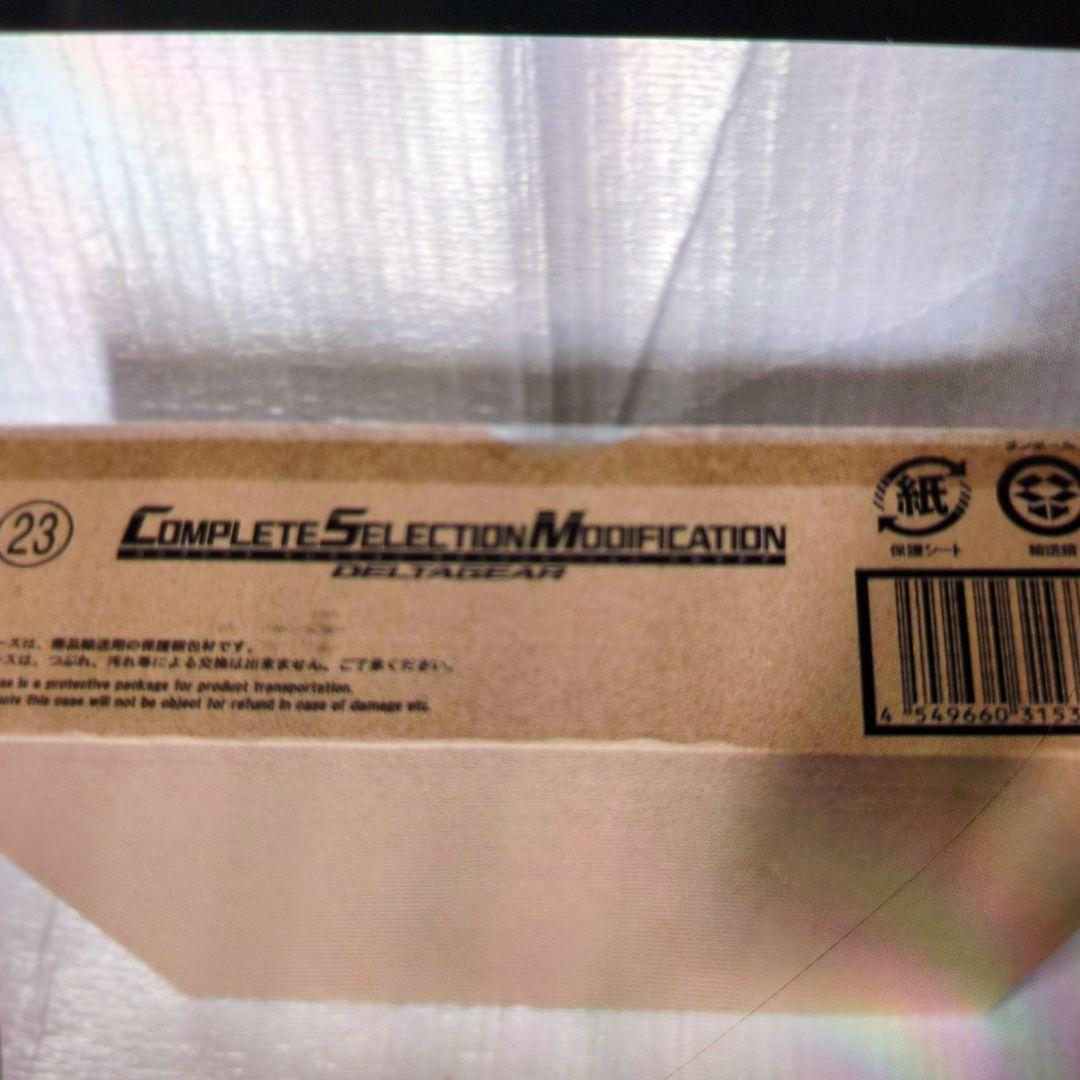 23
COMPLETE SELECTION MODIFICATION
DELTAGEAR
ースは、商品輸送用の保護梱包材です。
スは、つぶれ、汚れ等による交換は出来ません。ご了承ください。
se is a protective package for product transportation.
note this case will not be object for refund in case of damage etc.
紙
保護シート
輸送
4 549660 3153